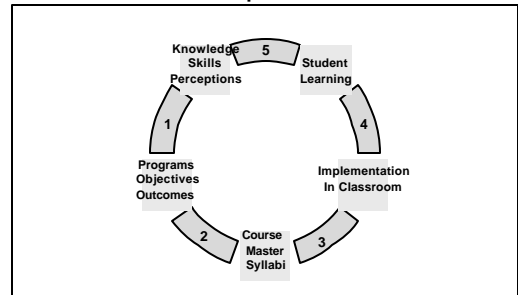 Knowledge
Skills
Perceptions
5
Student
Learning
1
4
Programs
Objectives
Outcomes
Implementation
In Classroom
2
Course
Master
Syllabi
3